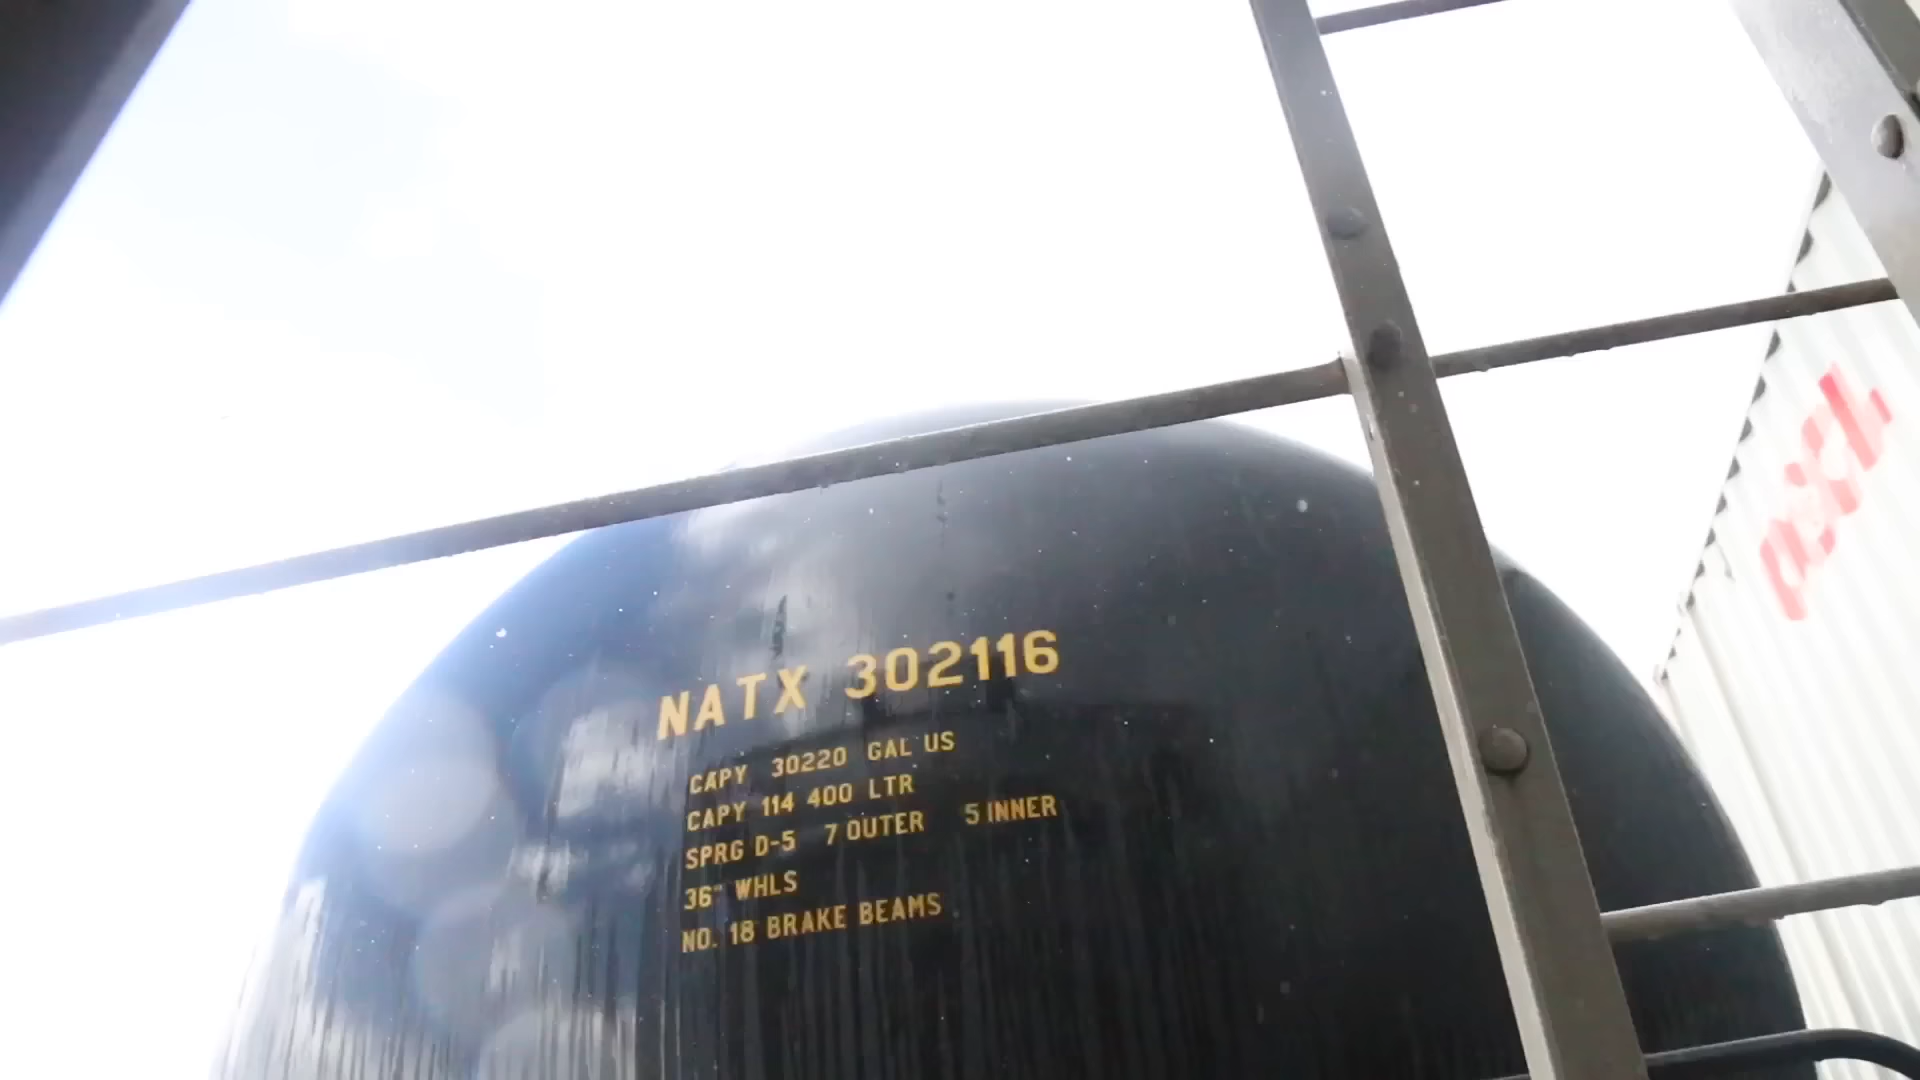 NATX 302116
CAPY 30220 GAL US
CAPY 114 400 LTR
SPRG D-5 7 OUTER 5 INNER
36" WHLS
NO. 18 BRAKE BEAMS